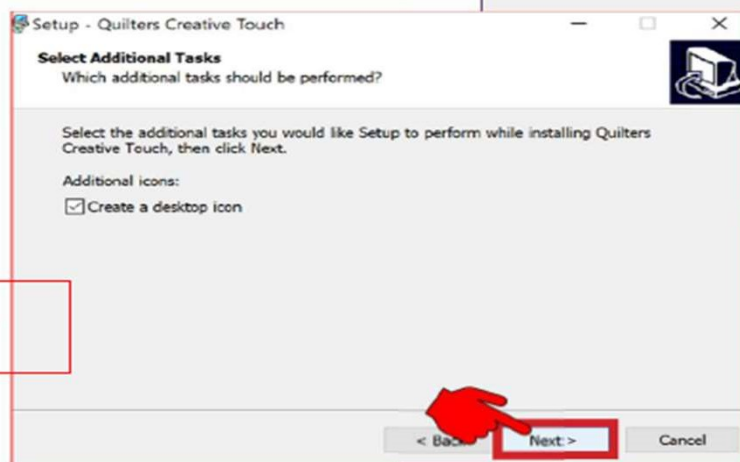 Setup - Quilters Creative Touch
Select Additional Tasks
Which additional tasks should be performed?
Select the additional tasks you would like Setup to perform while installing Quilters
Creative Touch, then click Next.
Additional icons:
Create a desktop icon
< Back Next > Cancel